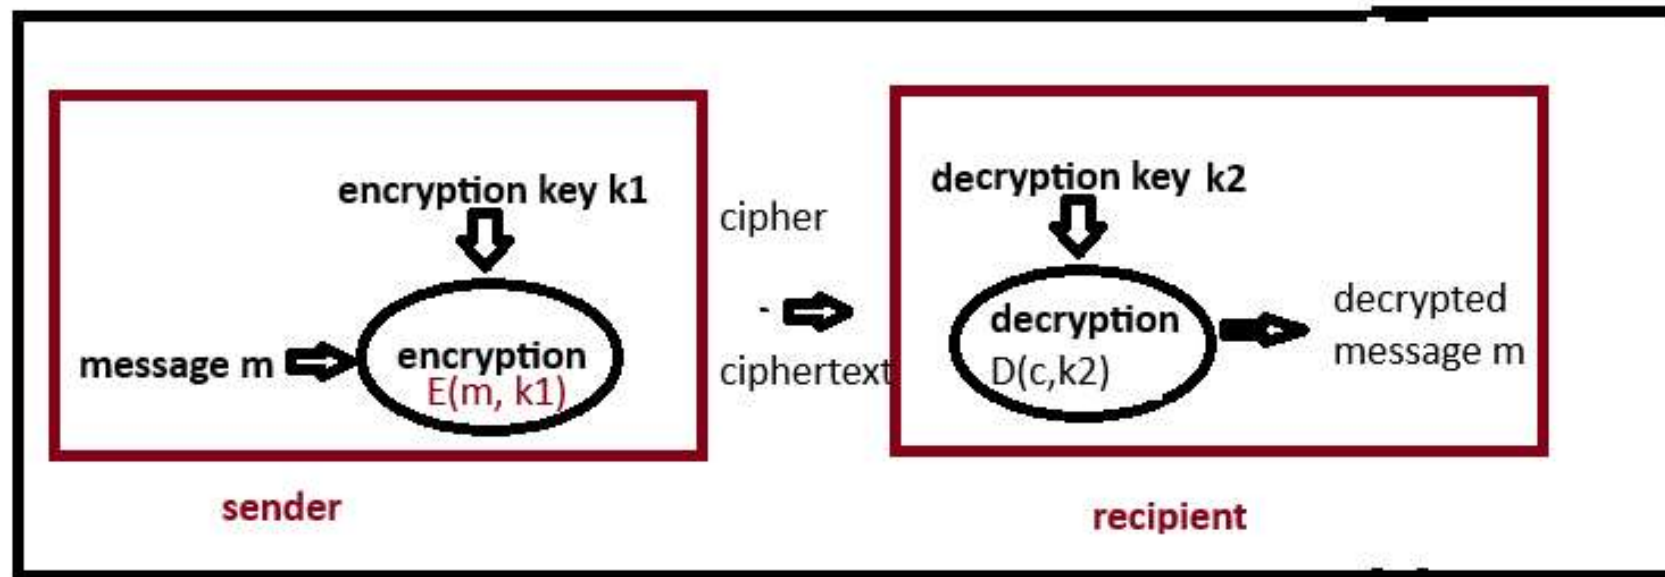 encryption key k1
message m
encryption
E(m, k1)
sender
cipher
ciphertext
decryption key k2
decryption
D(c,k2)
decrypted
message m
recipient